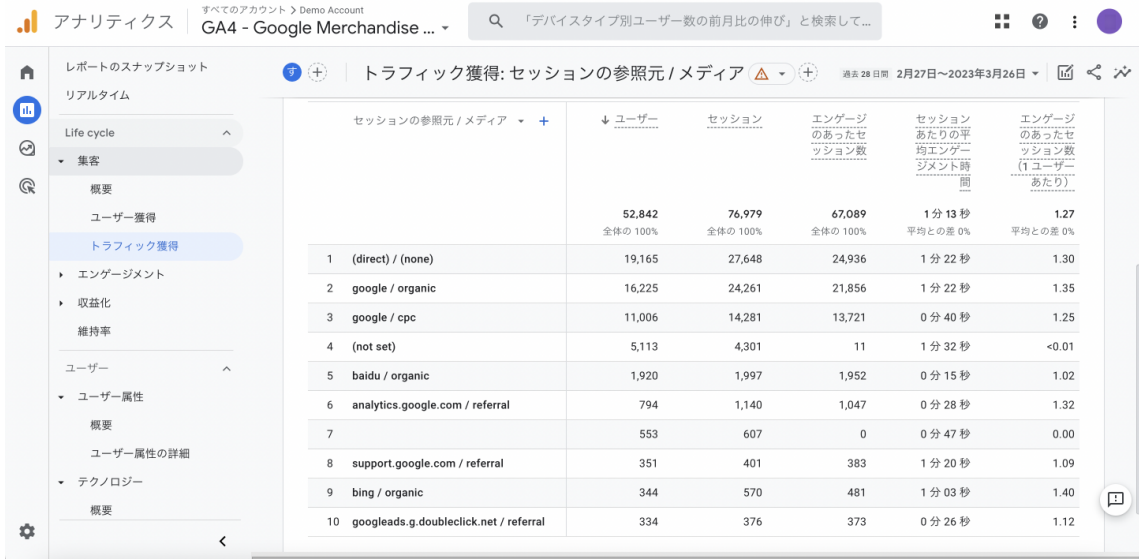 アナリティクス
すべてのアカウント > Demo Account
GA4 - Google Merchandise ...
「デバイスタイプ別ユーザー数の前月比の伸び」と検索して...
レポートのスナップショット
リアルタイム
Life cycle
集客
概要
ユーザー獲得
トラフィック獲得
エンゲージメント
収益化
維持率
ユーザー
ユーザー属性
概要
ユーザー属性の詳細
テクノロジー
概要
す
トラフィック獲得: セッションの参照元 / メディア
過去 28 日間 2月27日～2023年3月26日
セッションの参照元 / メディア
↓ ユーザー
セッション
エンゲージ
のあったセ
ッション数
セッション
あたりの平
均エンゲー
ジメント時
間
エンゲージ
のあったセ
ッション数
（1 ユーザー
あたり）
52,842 76,979 67,089 1 分 13 秒 1.27
全体の 100% 全体の 100% 全体の 100% 平均との差 0% 平均との差 0%
1 (direct) / (none) 19,165 27,648 24,936 1 分 22 秒 1.30
2 google / organic 16,225 24,261 21,856 1 分 22 秒 1.35
3 google / cpc 11,006 14,281 13,721 0 分 40 秒 1.25
4 (not set) 5,113 4,301 11 1 分 32 秒 <0.01
5 baidu / organic 1,920 1,997 1,952 0 分 15 秒 1.02
6 analytics.google.com / referral 794 1,140 1,047 0 分 28 秒 1.32
7 553 607 0 0 分 47 秒 0.00
8 support.google.com / referral 351 401 383 1 分 20 秒 1.09
9 bing / organic 344 570 481 1 分 03 秒 1.40
10 googleads.g.doubleclick.net / referral 334 376 373 0 分 26 秒 1.12